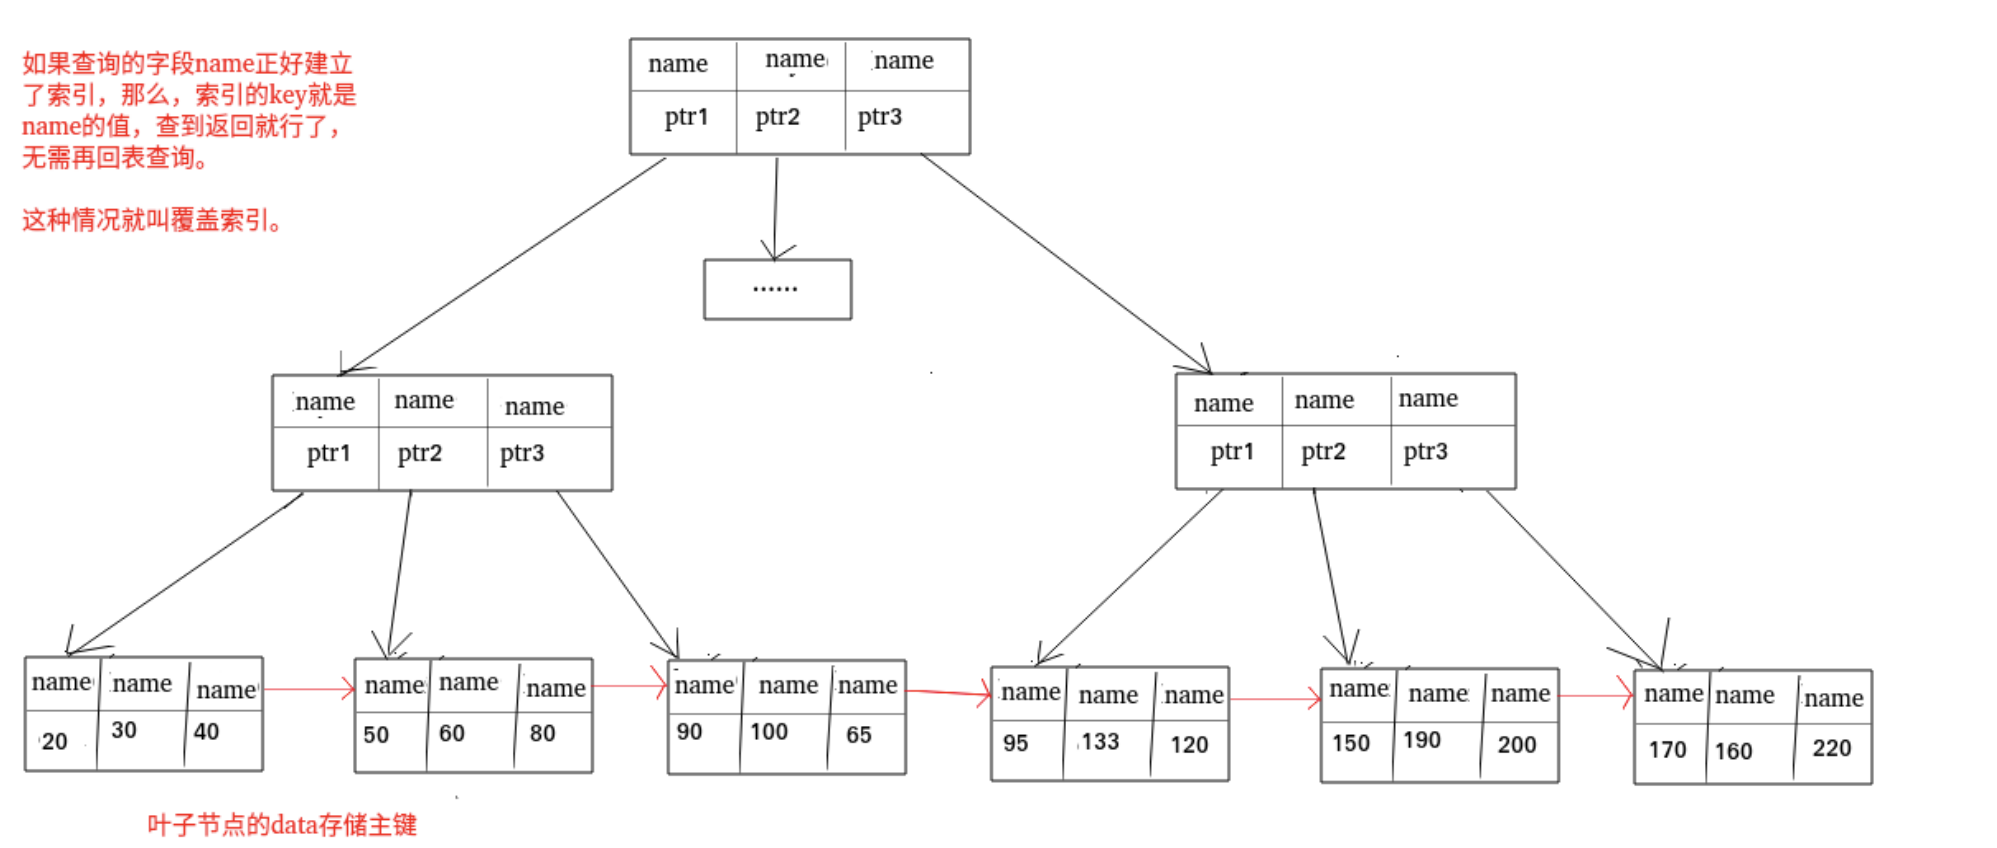 如果查询的字段name正好建立
了索引，那么，索引的key就是
name的值，查到返回就行了，
无需再回表查询。
这种情况就叫覆盖索引。
name name name
ptr1 ptr2 ptr3
······
name name name
ptr1 ptr2 ptr3
name name name
ptr1 ptr2 ptr3
name name name
20 30 40
name name name
50 60 80
name name name
90 100 65
name name name
95 133 120
name name name
150 190 200
name name name
170 160 220
叶子节点的data存储主键